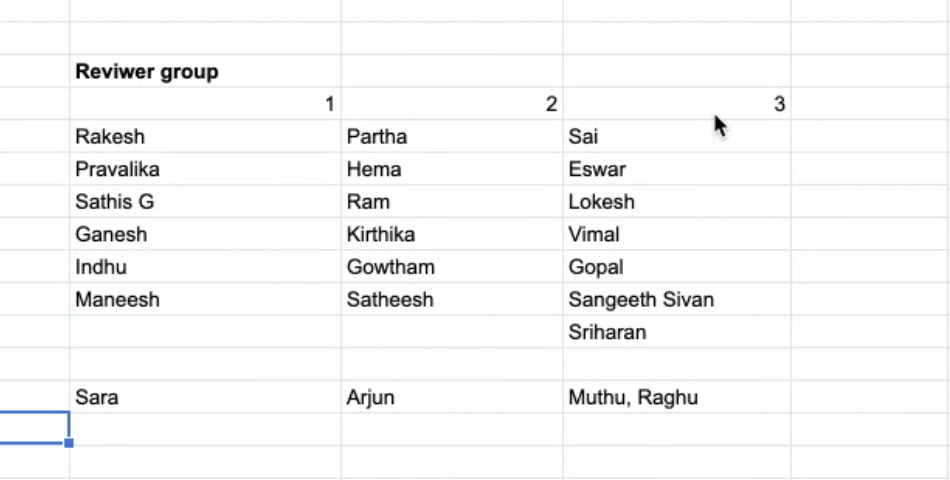 Reviwer group
1 2 3
Rakesh Partha Sai
Pravalika Hema Eswar
Sathis G Ram Lokesh
Ganesh Kirthika Vimal
Indhu Gowtham Gopal
Maneesh Satheesh Sangeeth Sivan
Sriharan
Sara Arjun Muthu, Raghu